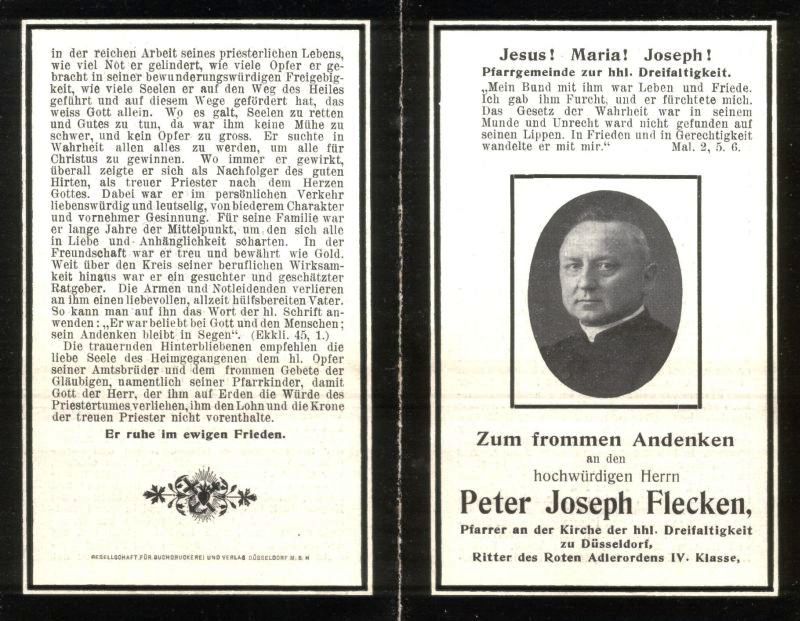 in der reichen Arbeit seines priesterlichen Lebens,
wie viel Not er gelindert, wie viele Opfer er ge-
bracht in seiner bewunderungswürdigen Freigebig-
keit, wie viele Seelen er auf den Weg des Heiles
geführt und auf diesem Wege gefördert hat, das
weiss Gott allein. Wo es galt, Seelen zu retten
und Gutes zu tun, da war ihm keine Mühe zu
schwer, und kein Opfer zu gross. Er suchte in
Wahrheit allen alles zu werden, um alle für
Christus zu gewinnen. Wo immer er gewirkt,
überall zeigte er sich als Nachfolger des guten
Hirten, als treuer Priester nach dem Herzen
Gottes. Dabei war er im persönlichen Verkehr
liebenswürdig und leutselig, von biederem Charakter
und vornehmer Gesinnung. Für seine Familie war
er lange Jahre der Mittelpunkt, um den sich alle
in Liebe und Anhänglichkeit scharten. In der
Freundschaft war er treu und bewährt wie Gold.
Weit über den Kreis seiner beruflichen Wirksam-
keit hinaus war er ein gesuchter und geschätzter
Ratgeber. Die Armen und Notleidenden verlieren
an ihm einen liebevollen, allzeit hülfsbereiten Vater.
So kann man auf ihn das Wort der hl. Schrift an-
wenden: „Er war beliebt bei Gott und den Menschen;
sein Andenken bleibt in Segen“. (Ekkli. 45, 1.)
Die trauernden Hinterbliebenen empfehlen die
liebe Seele des Heimgegangenen dem hl. Opfer
seiner Amtsbrüder und dem frommen Gebete der
Gläubigen, namentlich seiner Pfarrkinder, damit
Gott der Herr, der ihm auf Erden die Würde des
Priestertumes verliehen, ihm den Lohn und die Krone
der treuen Priester nicht vorenthalte.
Er ruhe im ewigen Frieden.
GESELLSCHAFT FÜR BUCHDRUCKEREI UND VERLAG DÜSSELDORF M. B. H
Jesus! Maria! Joseph!
Pfarrgemeinde zur hhl. Dreifaltigkeit.
„Mein Bund mit ihm war Leben und Friede.
Ich gab ihm Furcht, und er fürchtete mich.
Das Gesetz der Wahrheit war in seinem
Munde und Unrecht ward nicht gefunden auf
seinen Lippen. In Frieden und in Gerechtigkeit
wandelte er mit mir.“ Mal. 2, 5. 6.
Zum frommen Andenken
an den
hochwürdigen Herrn
Peter Joseph Flecken,
Pfarrer an der Kirche der hhl. Dreifaltigkeit
zu Düsseldorf,
Ritter des Roten Adlerordens IV. Klasse,